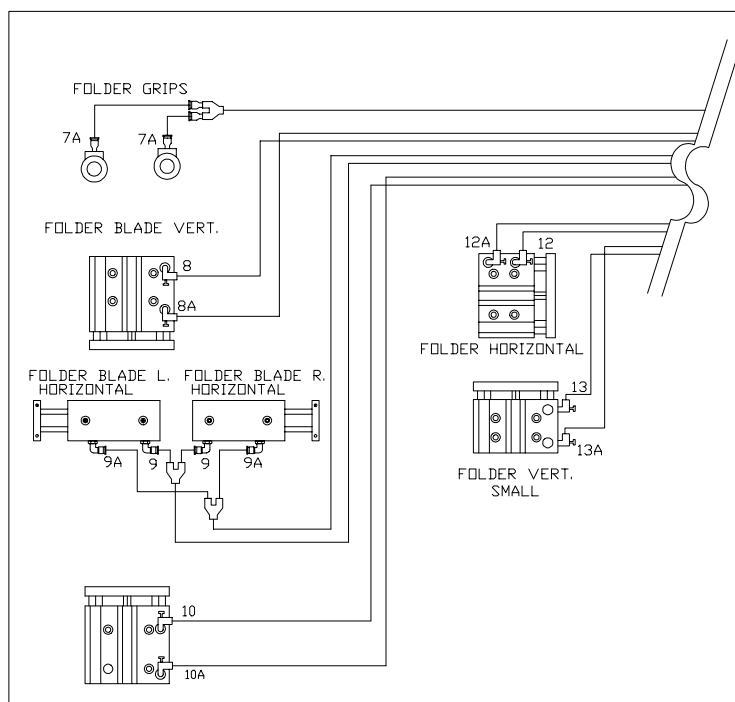 FOLDER GRIPS
7A
7A
FOLDER BLADE VERT.
8
8A
12A
12
FOLDER HORIZONTAL
FOLDER BLADE L.
HORIZONTAL
FOLDER BLADE R.
HORIZONTAL
9A
9
9
9A
13
13A
FOLDER VERT.
SMALL
10
10A